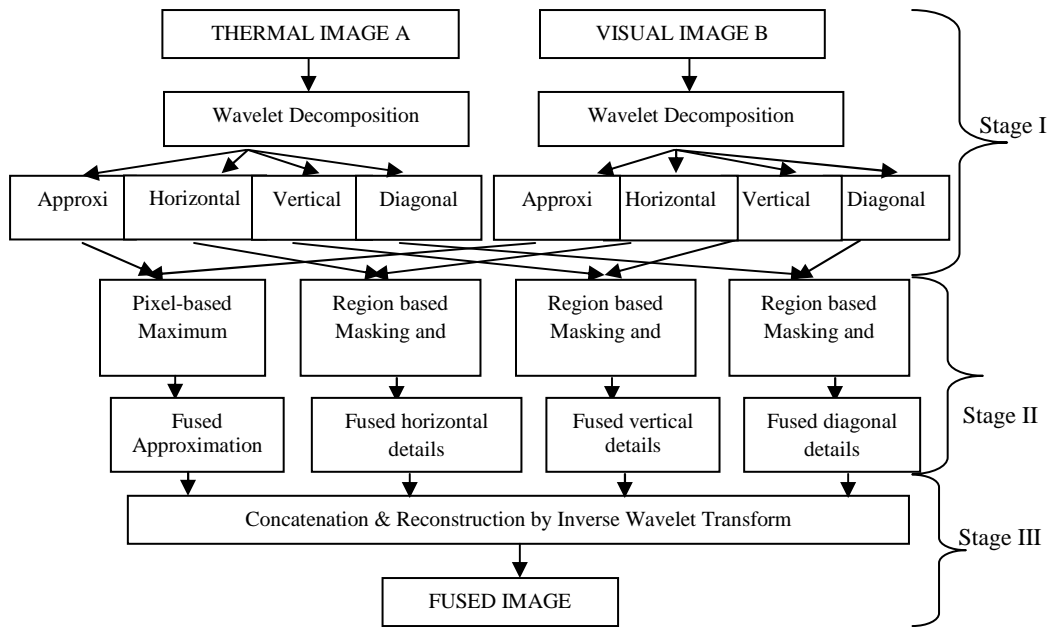 THERMAL IMAGE A
VISUAL IMAGE B
Wavelet Decomposition
Wavelet Decomposition
Stage I
Approxi
Horizontal
Vertical
Diagonal
Approxi
Horizontal
Vertical
Diagonal
Pixel-based
Maximum
Region based
Masking and
Region based
Masking and
Region based
Masking and
Stage II
Fused
Approximation
Fused horizontal
details
Fused vertical
details
Fused diagonal
details
Concatenation & Reconstruction by Inverse Wavelet Transform
Stage III
FUSED IMAGE